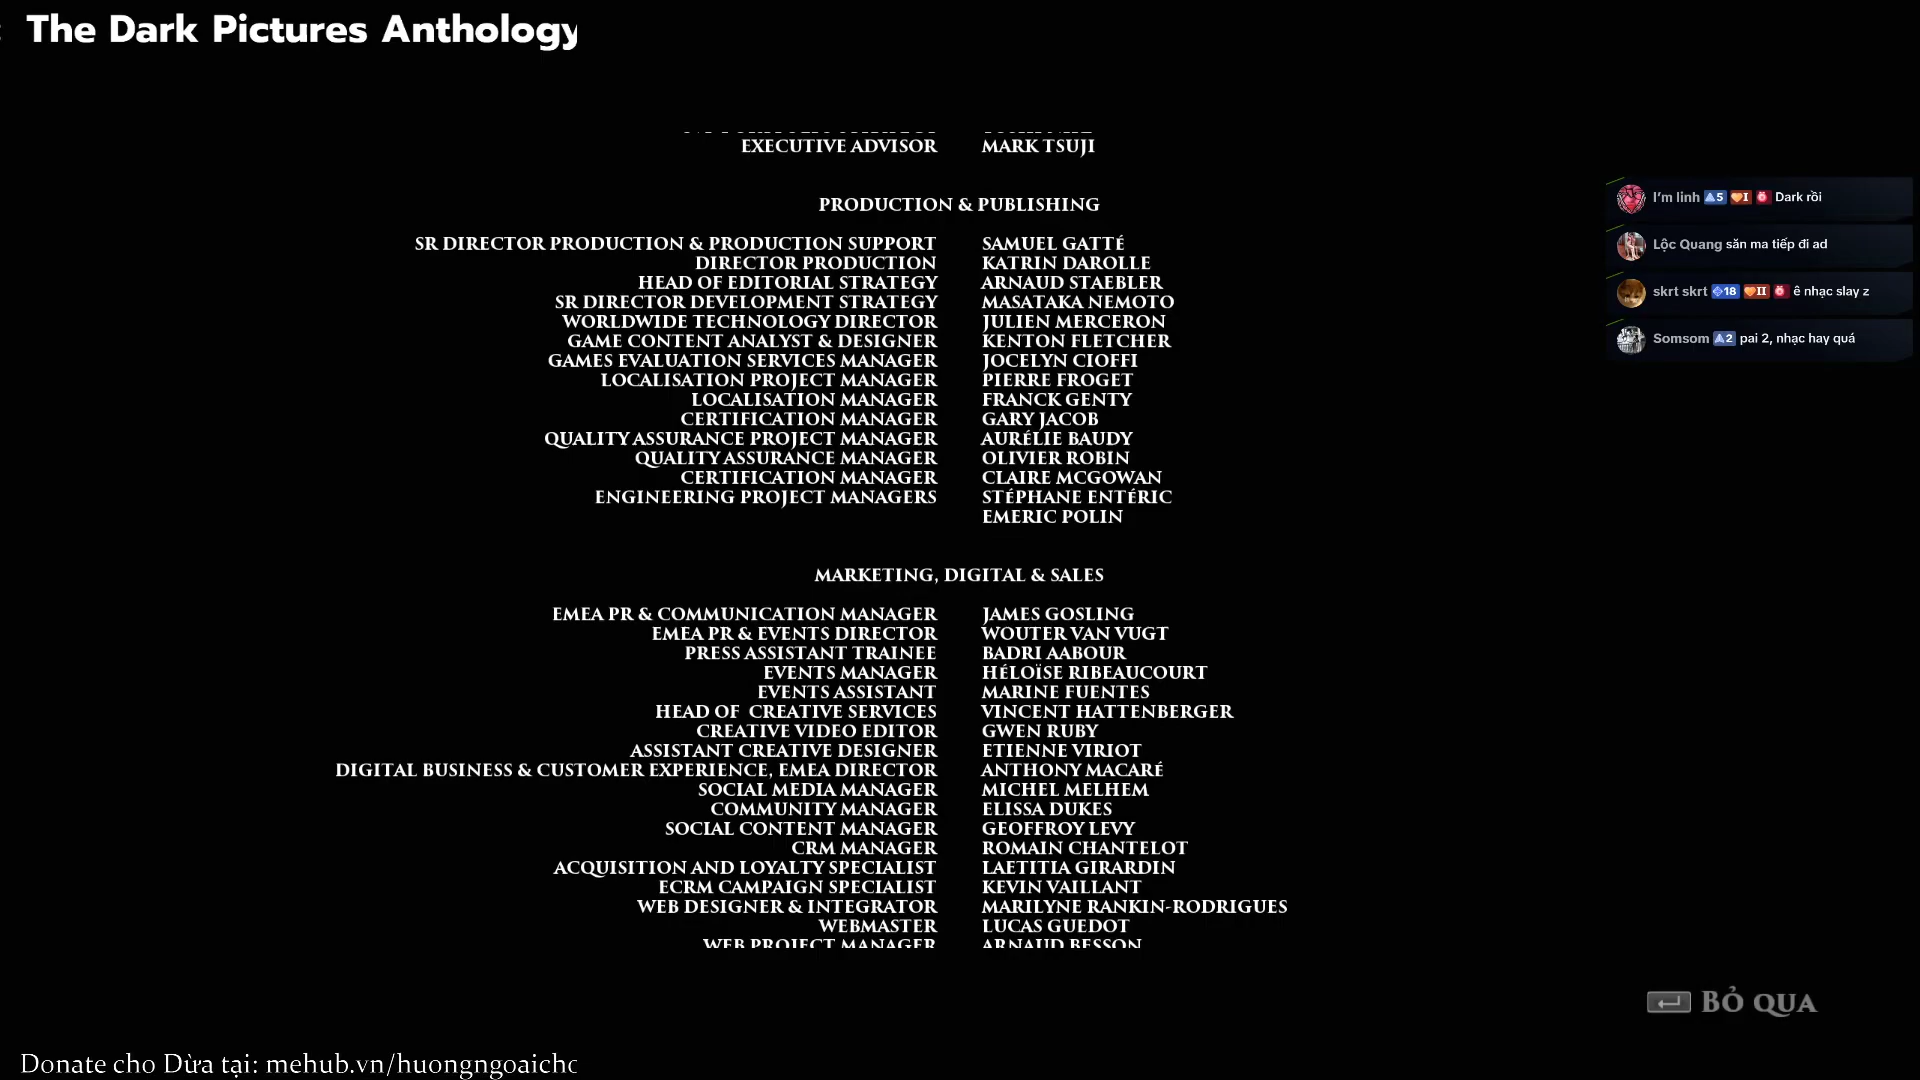 The Dark Pictures Anthology
EXECUTIVE ADVISOR MARK TSUJI
PRODUCTION & PUBLISHING
SR DIRECTOR PRODUCTION & PRODUCTION SUPPORT SAMUEL GATTÉ
DIRECTOR PRODUCTION KATRIN DAROLLE
HEAD OF EDITORIAL STRATEGY ARNAUD STAEBLER
SR DIRECTOR DEVELOPMENT STRATEGY MASATAKA NEMOTO
WORLDWIDE TECHNOLOGY DIRECTOR JULIEN MERCERON
GAME CONTENT ANALYST & DESIGNER KENTON FLETCHER
GAMES EVALUATION SERVICES MANAGER JOCELYN CIOFFI
LOCALISATION PROJECT MANAGER PIERRE FROGET
LOCALISATION MANAGER FRANCK GENTY
CERTIFICATION MANAGER GARY JACOB
QUALITY ASSURANCE PROJECT MANAGER AURÉLIE BAUDY
QUALITY ASSURANCE MANAGER OLIVIER ROBIN
CERTIFICATION MANAGER CLAIRE MCGOWAN
ENGINEERING PROJECT MANAGERS STÉPHANE ENTÉRIC
EMERIC POLIN
MARKETING, DIGITAL & SALES
EMEA PR & COMMUNICATION MANAGER JAMES GOSLING
EMEA PR & EVENTS DIRECTOR WOUTER VAN VUGT
PRESS ASSISTANT TRAINEE BADRI AABOUR
EVENTS MANAGER HÉLOÏSE RIBEAUCOURT
EVENTS ASSISTANT MARINE FUENTES
HEAD OF CREATIVE SERVICES VINCENT HATTENBERGER
CREATIVE VIDEO EDITOR GWEN RUBY
ASSISTANT CREATIVE DESIGNER ETIENNE VIRIOT
DIGITAL BUSINESS & CUSTOMER EXPERIENCE, EMEA DIRECTOR ANTHONY MACARÉ
SOCIAL MEDIA MANAGER MICHEL MELHEM
COMMUNITY MANAGER ELISSA DUKES
SOCIAL CONTENT MANAGER GEOFFROY LEVY
CRM MANAGER ROMAIN CHANTELOT
ACQUISITION AND LOYALTY SPECIALIST LAETITIA GIRARDIN
ECRM CAMPAIGN SPECIALIST KEVIN VAILLANT
WEB DESIGNER & INTEGRATOR MARILYNE RANKIN-RODRIGUES
WEBMASTER LUCAS GUEDOT
WEB PROJECT MANAGER ARNAUD BESSON
I'm linh 5 I Dark rồi
Lộc Quang săn ma tiếp đi ad
skrt skrt 18 II ê nhạc slay z
Somsom 2 pai 2, nhạc hay quá
BỎ QUA
Donate cho Dừa tại: mehub.vn/huongngoaicho